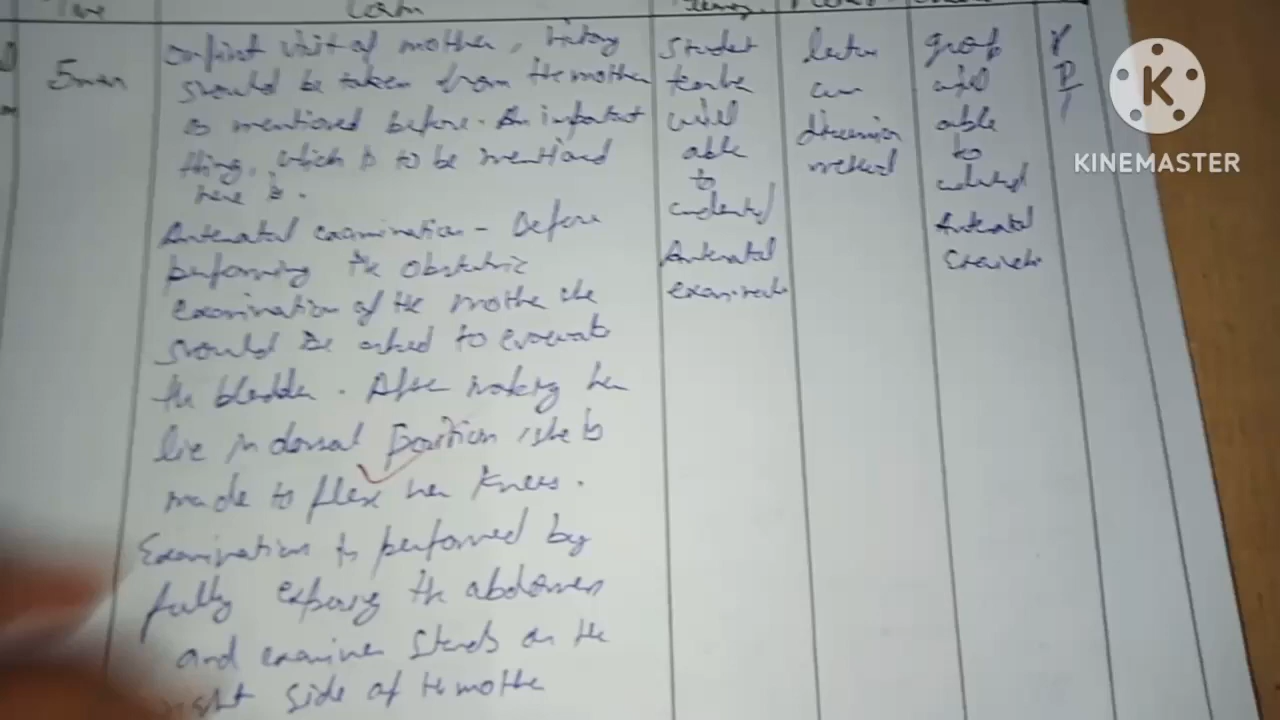 Time
5min
on first visit of mother, history
should be taken from the mother
as mentioned before. An important
thing, which is to be mentioned
here is.
Antenatal examination - Before
performing the obstetric
examination of the mother she
should be asked to evacuate
the bladder. After making her
lie in dorsal position, she is
made to flex her knees.
Examination is performed by
fully exposing the abdomen
and examiner stands on the
right side of the mother
Student
teacher
will
able
to
understand
Antenatal
examination
lecture
cum
discussion
method
group
will
able
to
understand
Antenatal
K
KINEMASTER